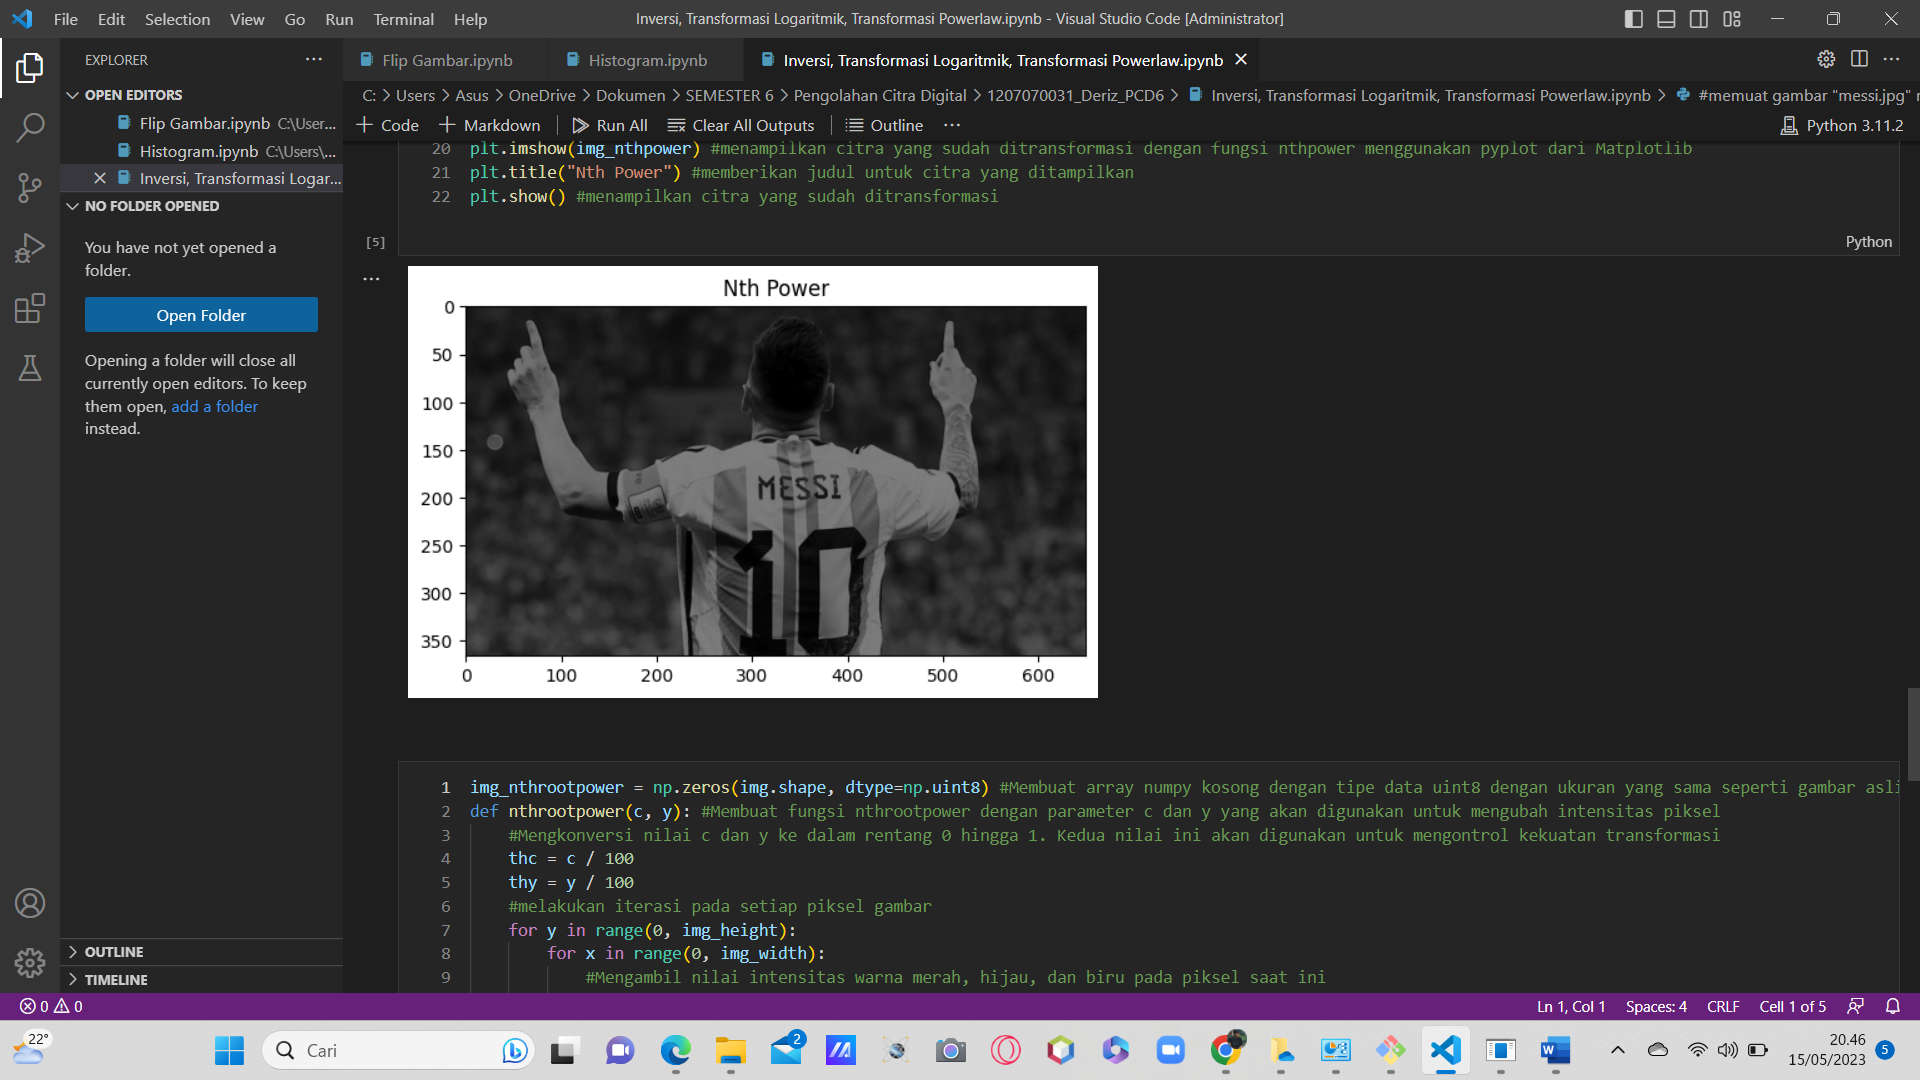 File Edit Selection View Go Run Terminal Help
Inversi, Transformasi Logaritmik, Transformasi Powerlaw.ipynb - Visual Studio Code [Administrator]
EXPLORER
OPEN EDITORS
Flip Gambar.ipynb C:\User...
Histogram.ipynb C:\Users\...
Inversi, Transformasi Logar...
NO FOLDER OPENED
You have not yet opened a
folder.
Open Folder
Opening a folder will close all
currently open editors. To keep
them open, add a folder
instead.
OUTLINE
TIMELINE
Flip Gambar.ipynb
Histogram.ipynb
Inversi, Transformasi Logaritmik, Transformasi Powerlaw.ipynb
C: > Users > Asus > OneDrive > Dokumen > SEMESTER 6 > Pengolahan Citra Digital > 1207070031_Deriz_PCD6 > Inversi, Transformasi Logaritmik, Transformasi Powerlaw.ipynb > #memuat gambar "messi.jpg"
+ Code + Markdown Run All Clear All Outputs Outline ...
Python 3.11.2
20 plt.imshow(img_nthpower) #menampilkan citra yang sudah ditransformasi dengan fungsi nthpower menggunakan pyplot dari Matplotlib
21 plt.title("Nth Power") #memberikan judul untuk citra yang ditampilkan
22 plt.show() #menampilkan citra yang sudah ditransformasi
[5]
Python
Nth Power
0
50
100
150
200
250
300
350
MESSI
10
0 100 200 300 400 500 600
1 img_nthrootpower = np.zeros(img.shape, dtype=np.uint8) #Membuat array numpy kosong dengan tipe data uint8 dengan ukuran yang sama seperti gambar asli
2 def nthrootpower(c, y): #Membuat fungsi nthrootpower dengan parameter c dan y yang akan digunakan untuk mengubah intensitas piksel
3 #Mengkonversi nilai c dan y ke dalam rentang 0 hingga 1. Kedua nilai ini akan digunakan untuk mengontrol kekuatan transformasi
4 thc = c / 100
5 thy = y / 100
6 #melakukan iterasi pada setiap piksel gambar
7 for y in range(0, img_height):
8 for x in range(0, img_width):
9 #Mengambil nilai intensitas warna merah, hijau, dan biru pada piksel saat ini
0 0
Ln 1, Col 1 Spaces: 4 CRLF Cell 1 of 5
22°
Cari
2
20.46
15/05/2023
5